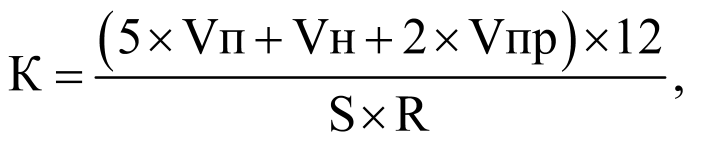 К = (5 × Vп + Vн + 2 × Vпр) × 12 / S × R,